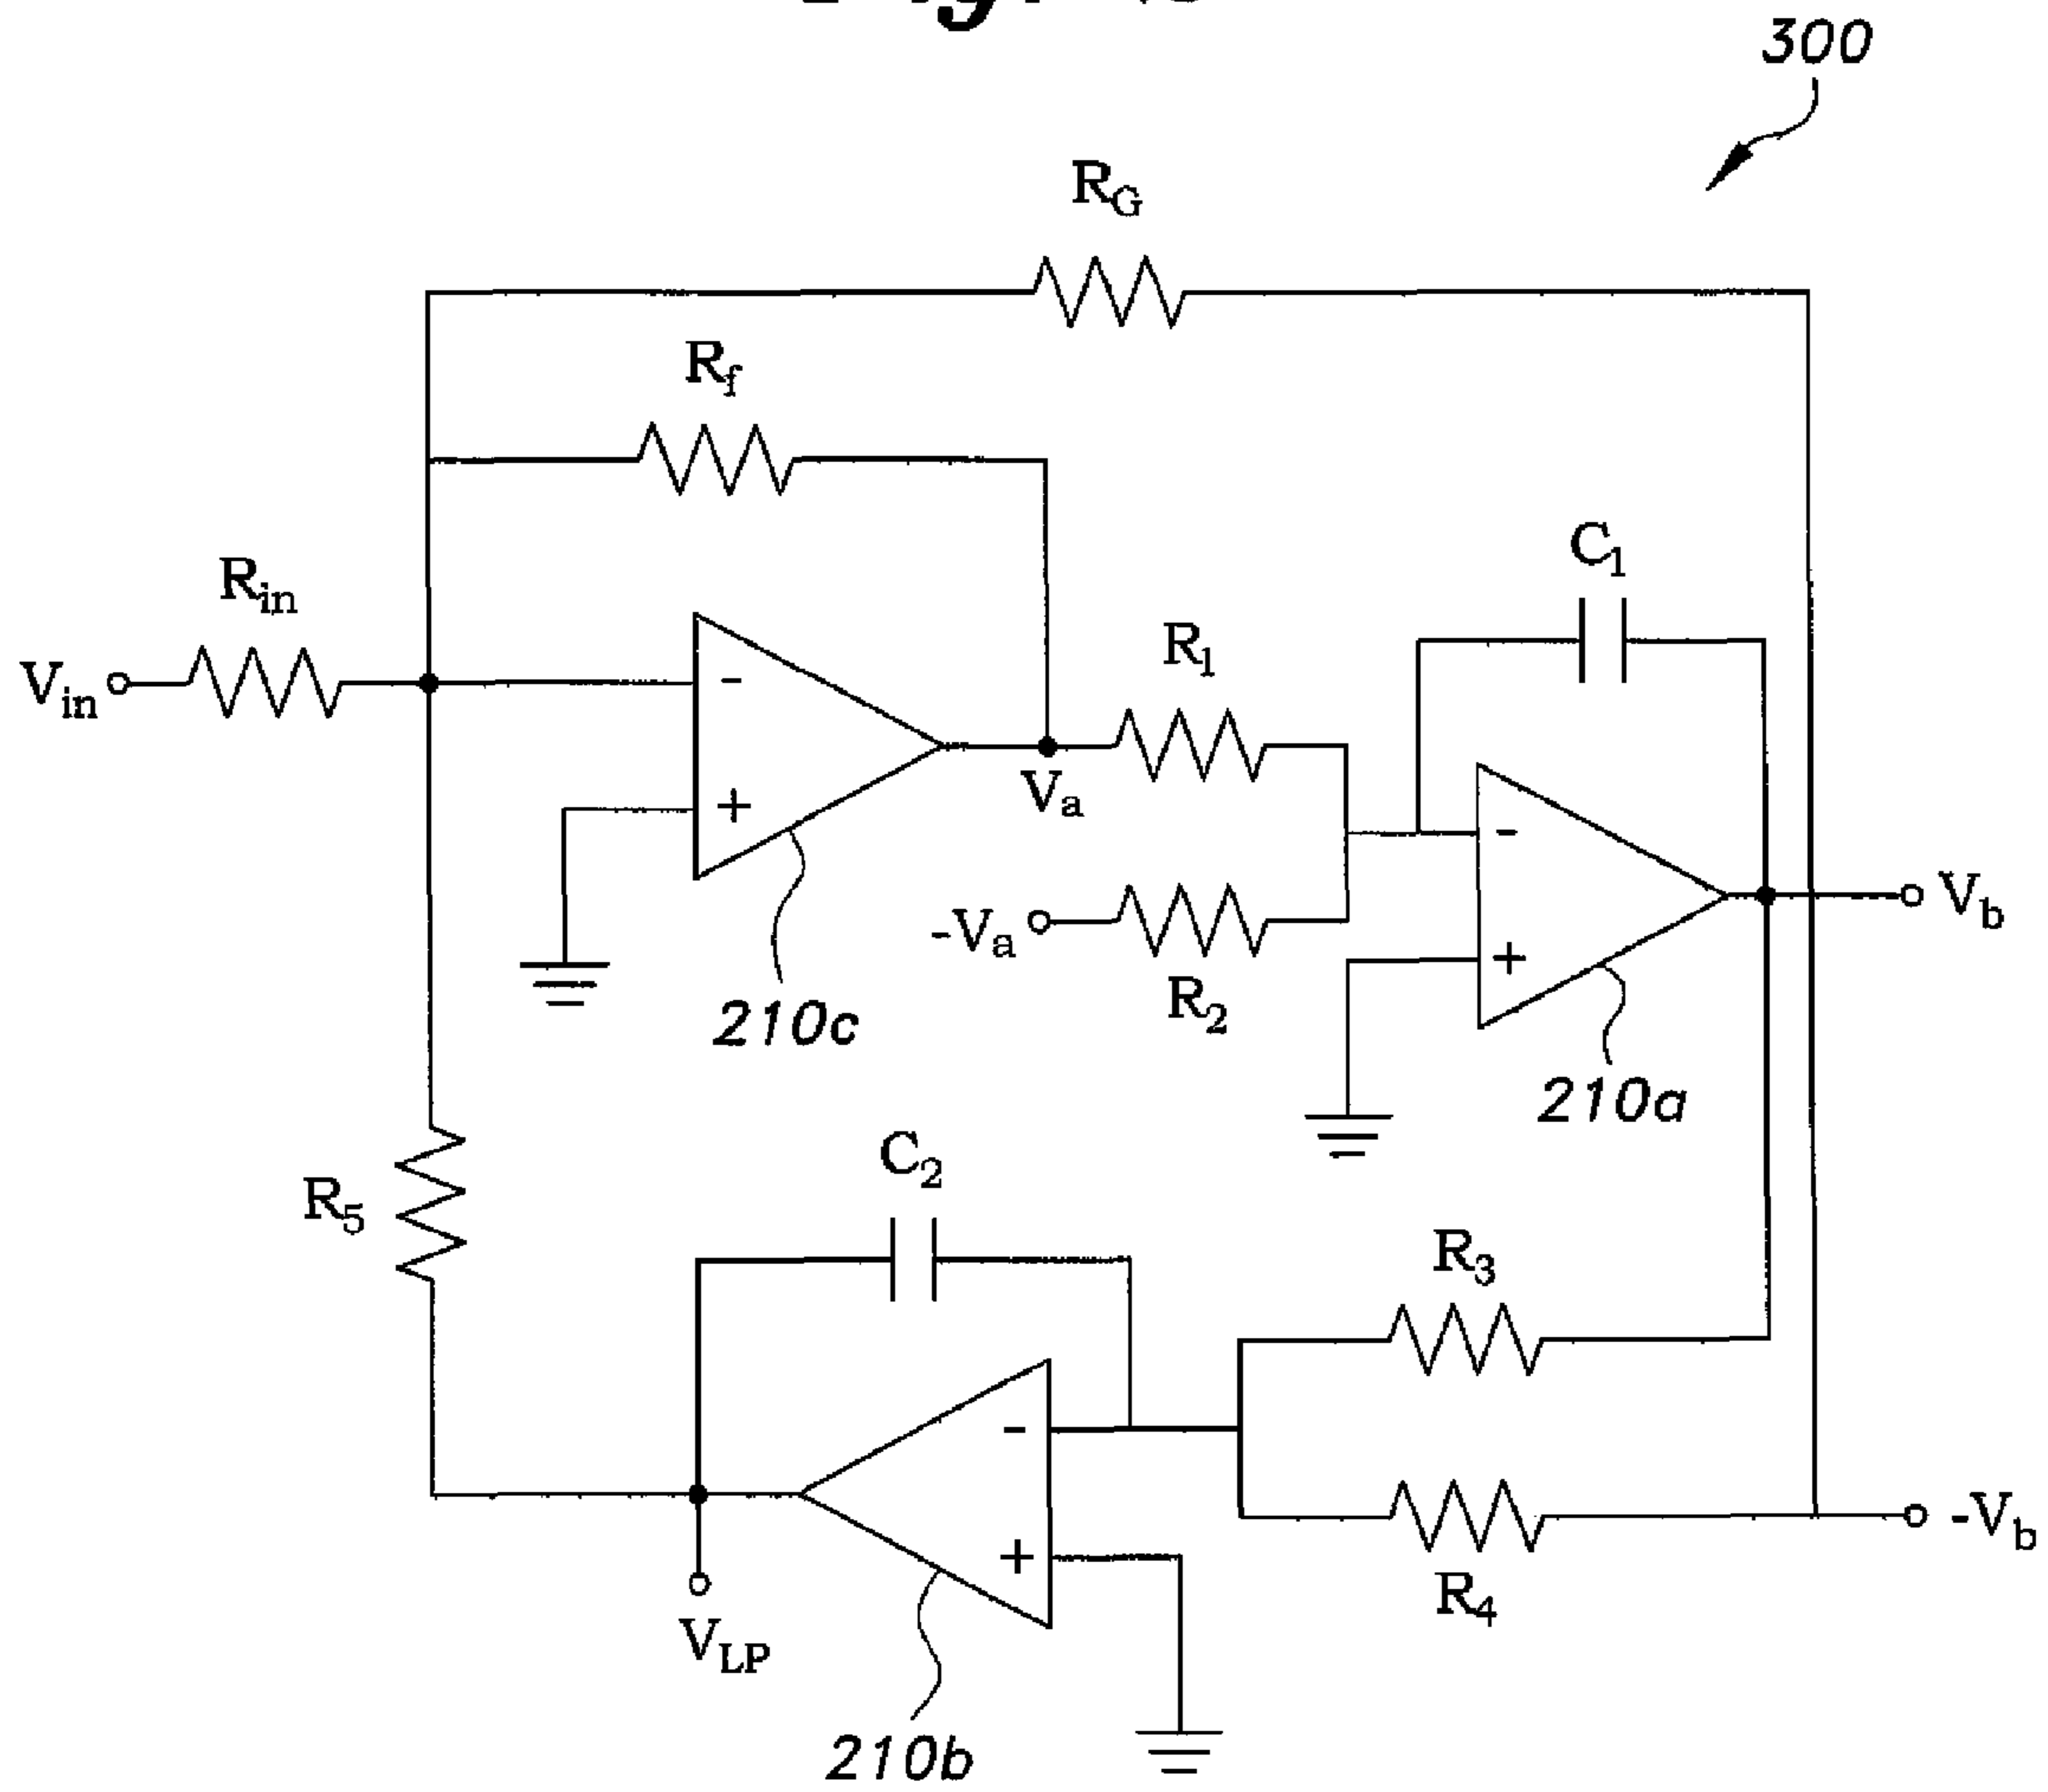 300
R_G
R_f
C_1
R_in
R_1
V_in
-
+
V_a
-
+
V_b
-V_a
R_2
210c
210a
C_2
R_5
R_3
-
+
-V_b
R_4
V_LP
210b